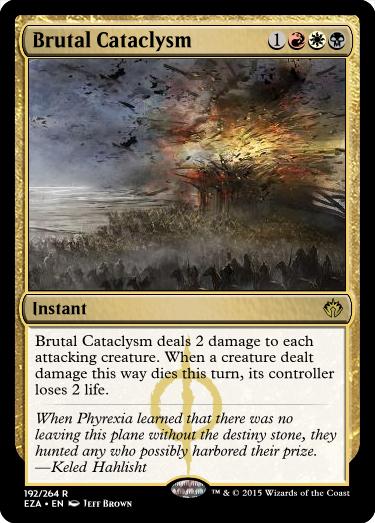 Brutal Cataclysm 1
Instant
Brutal Cataclysm deals 2 damage to each
attacking creature. When a creature dealt
damage this way dies this turn, its controller
loses 2 life.
When Phyrexia learned that there was no
leaving this plane without the destiny stone, they
hunted any who possibly harbored their prize.
—Keled Hahlisht
192/264 R
EZA • EN Jeff Brown
™ & © 2015 Wizards of the Coast